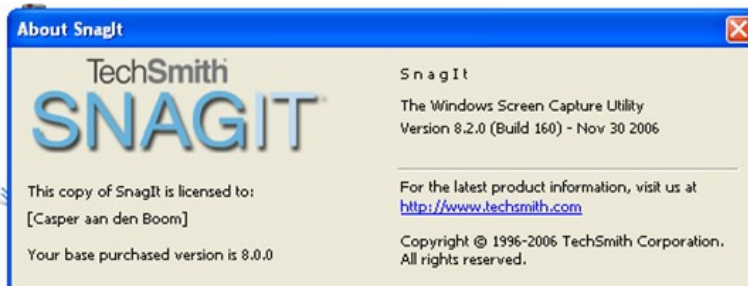 About SnagIt
TechSmith
SNAGIT
This copy of SnagIt is licensed to:
[Casper aan den Boom]
Your base purchased version is 8.0.0
SnagIt
The Windows Screen Capture Utility
Version 8.2.0 (Build 160) - Nov 30 2006
For the latest product information, visit us at
http://www.techsmith.com
Copyright © 1996-2006 TechSmith Corporation.
All rights reserved.